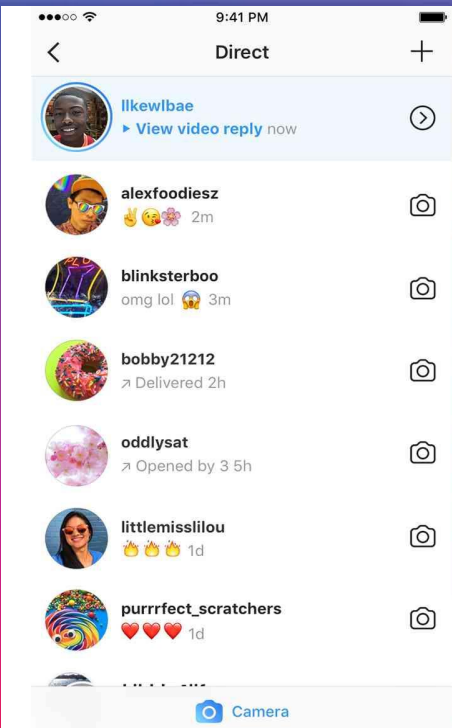 9:41 PM
Direct
llkewlbae
View video reply now
alexfoodiesz
✌️😘🌸 2m
blinksterboo
omg lol 😱 3m
bobby21212
↗ Delivered 2h
oddlysat
↗ Opened by 3 5h
littlemisslilou
🔥🔥🔥 1d
purrrfect_scratchers
❤️❤️❤️ 1d
Camera